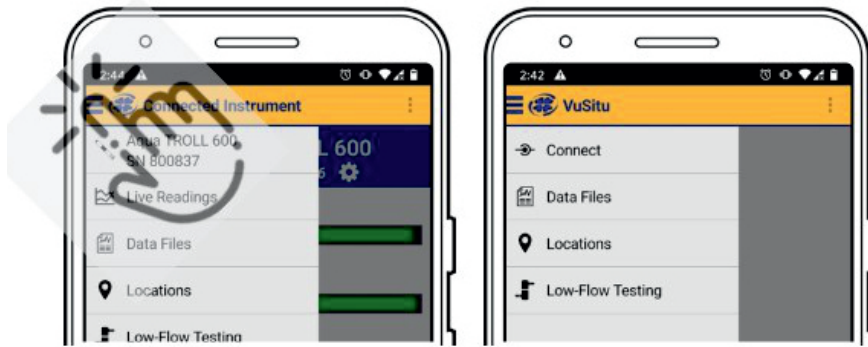 2:44
Connected Instrument
Aqua TROLL 600
SN 800837
L 600
6
Live Readings
Data Files
Locations
Low-Flow Testing
2:42
VuSitu
Connect
Data Files
Locations
Low-Flow Testing